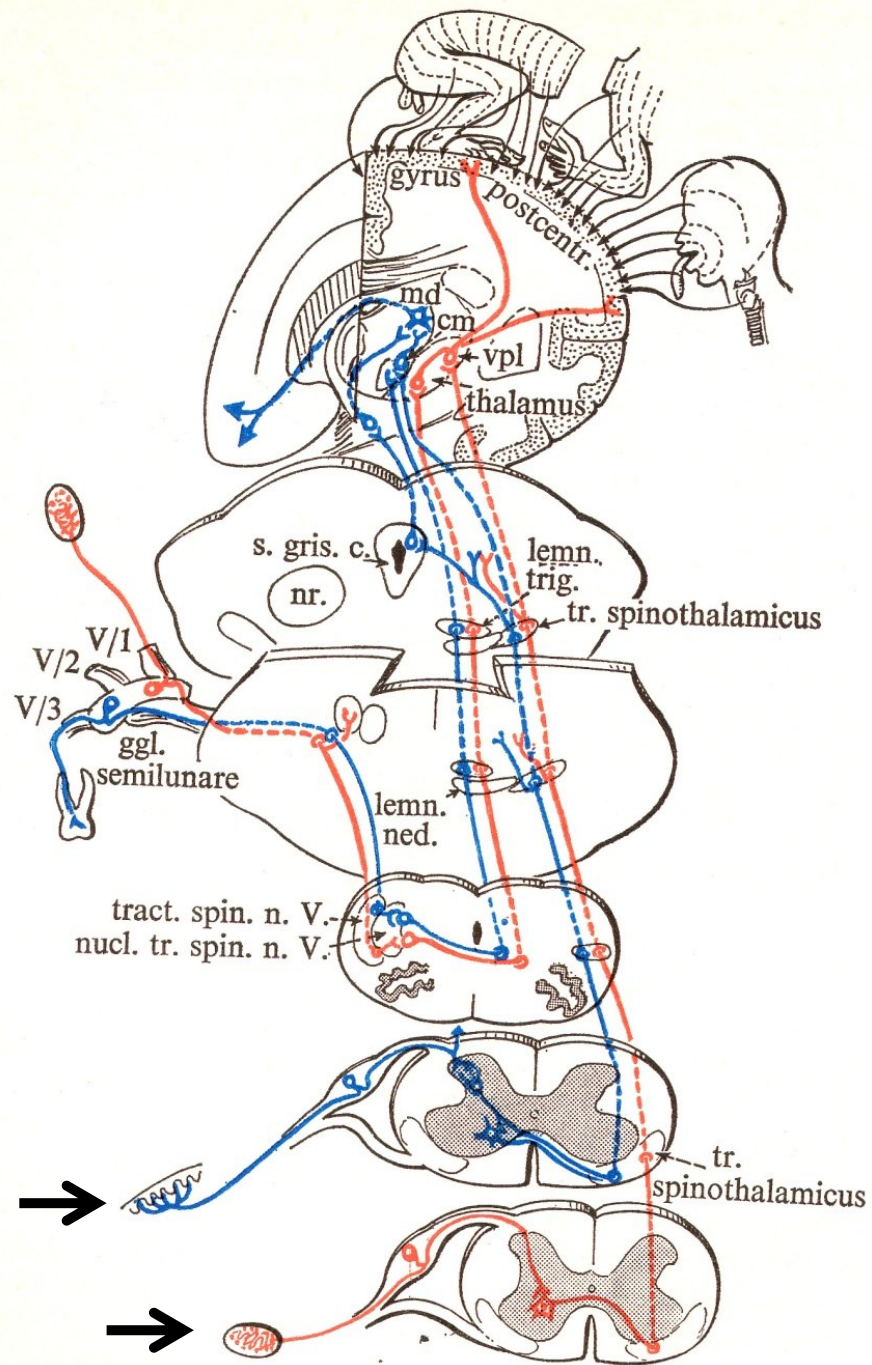 gyrus
postcentr.
md
cm
vpl
thalamus
s. gris. c.
nr.
lemn.
trig.
tr. spinothalamicus
V/1
V/2
V/3
ggl.
semilunare
lemn.
ned.
tract. spin. n. V.
nucl. tr. spin. n. V.
c
tr.
spinothalamicus
c